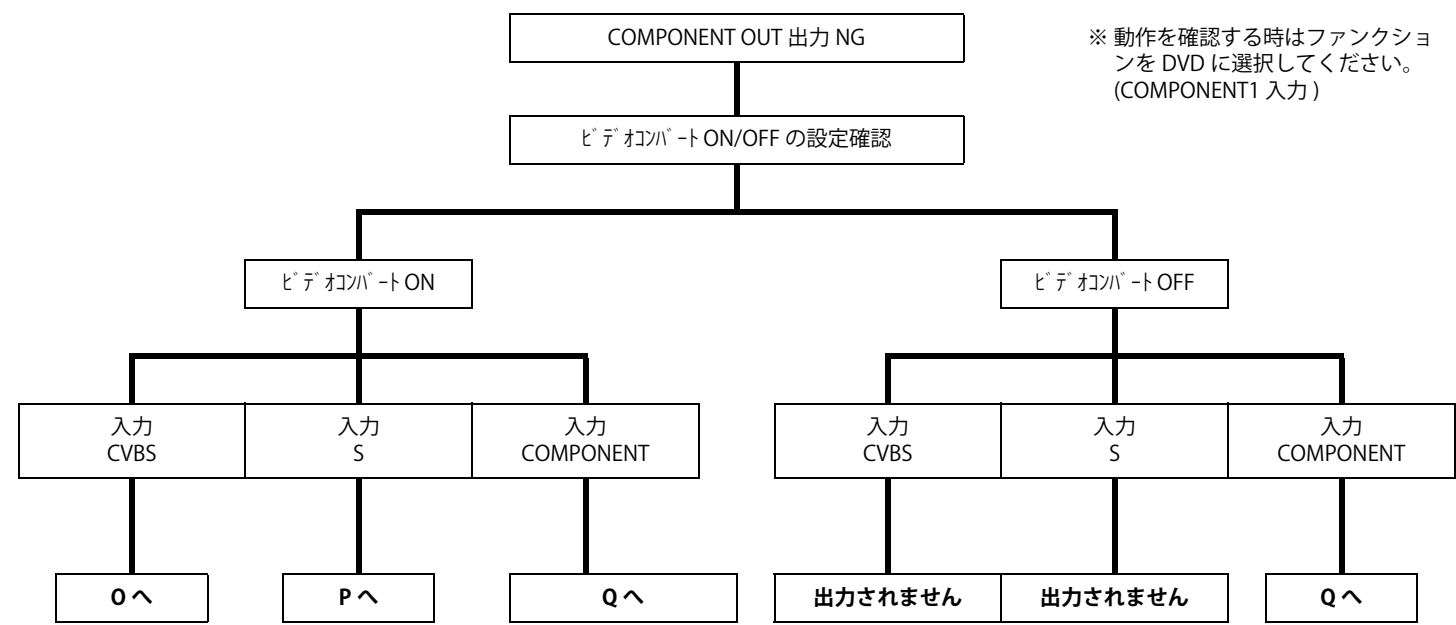 COMPONENT OUT 出力 NG
※ 動作を確認する時はファンクショ
ンを DVD に選択してください。
(COMPONENT1 入力 )
ﾋﾞﾃﾞｵｺﾝﾊﾞｰﾄ ON/OFF の設定確認
ﾋﾞﾃﾞｵｺﾝﾊﾞｰﾄ ON
ﾋﾞﾃﾞｵｺﾝﾊﾞｰﾄ OFF
入力
CVBS
入力
S
入力
COMPONENT
入力
CVBS
入力
S
入力
COMPONENT
O へ
P へ
Q へ
出力されません
出力されません
Q へ